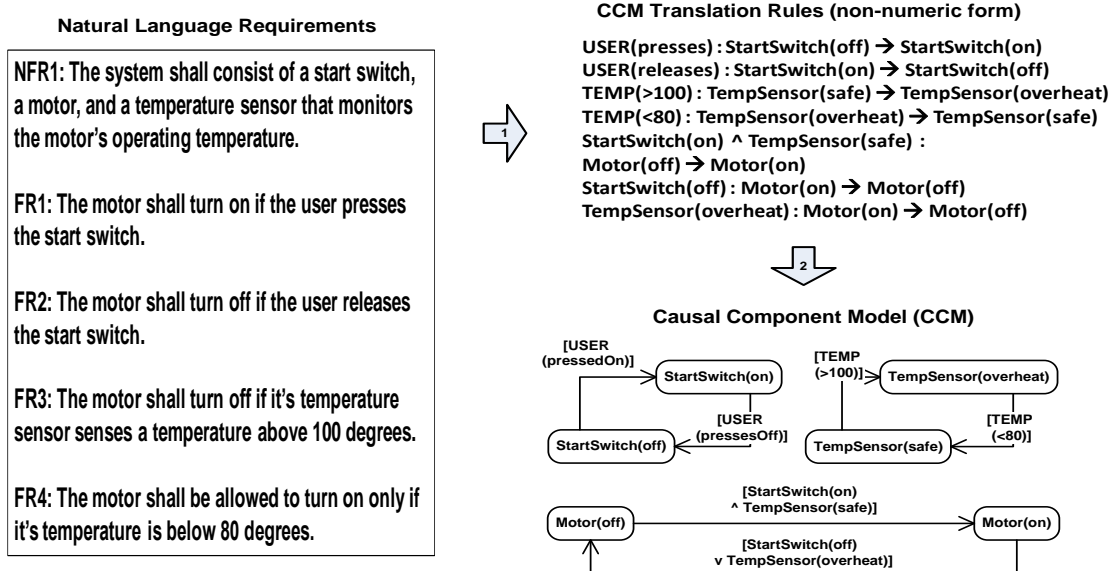 Natural Language Requirements
NFR1: The system shall consist of a start switch,
a motor, and a temperature sensor that monitors
the motor's operating temperature.
FR1: The motor shall turn on if the user presses
the start switch.
FR2: The motor shall turn off if the user releases
the start switch.
FR3: The motor shall turn off if it's temperature
sensor senses a temperature above 100 degrees.
FR4: The motor shall be allowed to turn on only if
it's temperature is below 80 degrees.
1
CCM Translation Rules (non-numeric form)
USER(presses) : StartSwitch(off) → StartSwitch(on)
USER(releases) : StartSwitch(on) → StartSwitch(off)
TEMP(>100) : TempSensor(safe) → TempSensor(overheat)
TEMP(<80) : TempSensor(overheat) → TempSensor(safe)
StartSwitch(on) ^ TempSensor(safe) :
Motor(off) → Motor(on)
StartSwitch(off) : Motor(on) → Motor(off)
TempSensor(overheat) : Motor(on) → Motor(off)
2
Causal Component Model (CCM)
[USER
(pressedOn)]
StartSwitch(on)
[USER
(pressesOff)]
StartSwitch(off)
[TEMP
(>100)]
TempSensor(overheat)
[TEMP
(<80)]
TempSensor(safe)
[StartSwitch(on)
^ TempSensor(safe)]
Motor(off)
Motor(on)
[StartSwitch(off)
v TempSensor(overheat)]